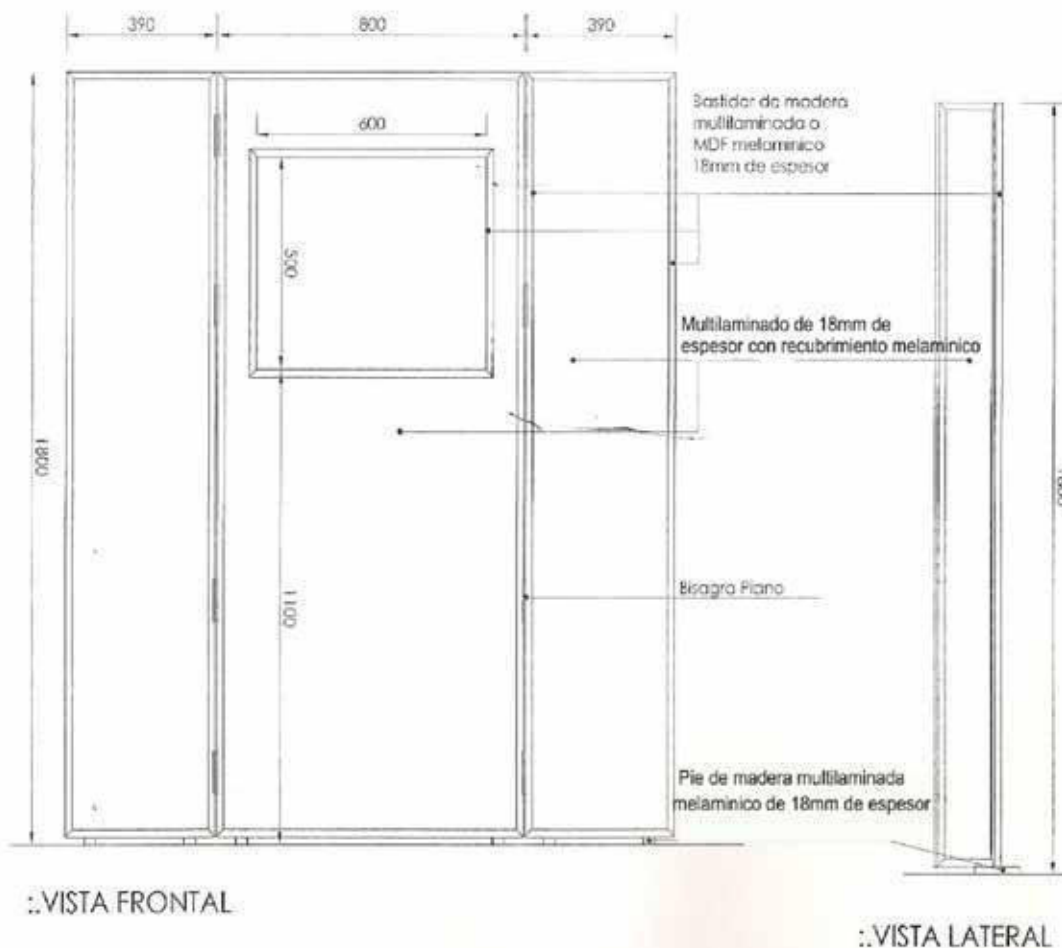 390
800
390
600
500
1100
1800
Bastidor de madera
multilaminada o
MDF melaminico
18mm de espesor
Multilaminado de 18mm de
espesor con recubrimiento melaminico
Bisagra Piano
Pie de madera multilaminada
melaminico de 18mm de espesor
:.VISTA FRONTAL
:.VISTA LATERAL